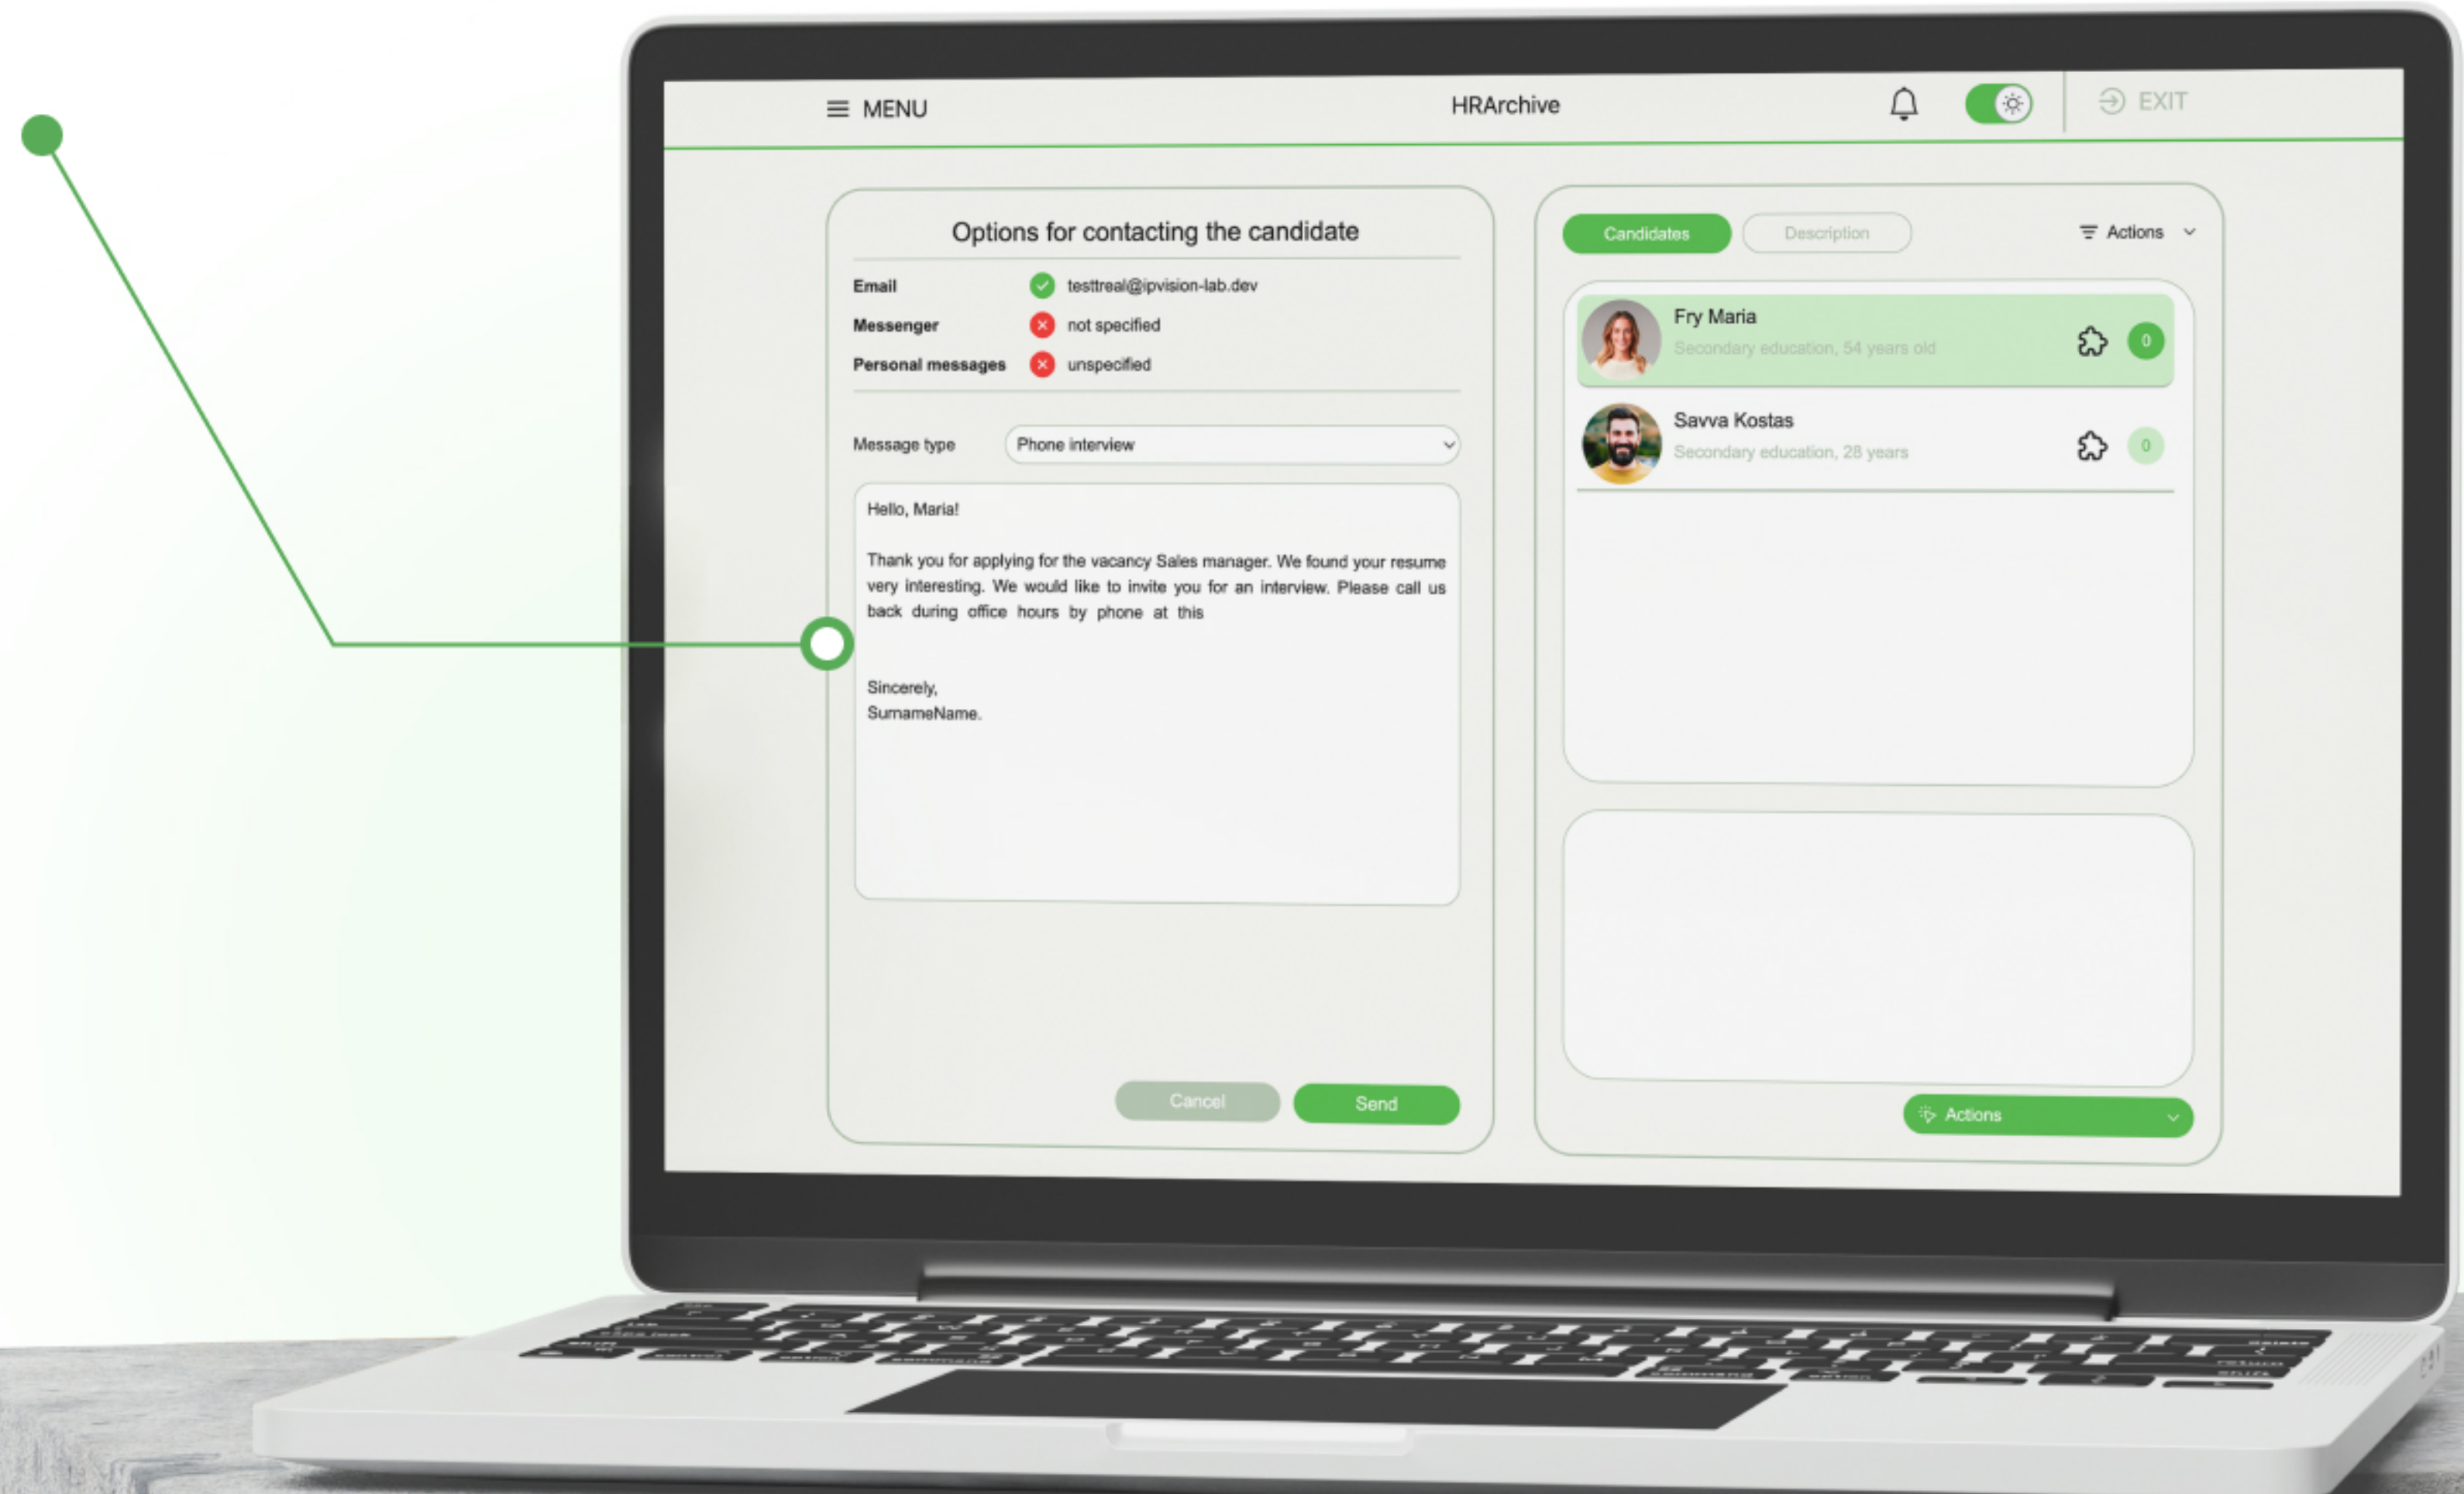 MENU
HRArchive
EXIT
Options for contacting the candidate
Email
testtreal@ipvision-lab.dev
Messenger
not specified
Personal messages
unspecified
Message type
Phone interview
Hello, Maria!
Thank you for applying for the vacancy Sales manager. We found your resume
very interesting. We would like to invite you for an interview. Please call us
back during office hours by phone at this
Sincerely,
SurnameName.
Cancel
Send
Candidates
Description
Actions
Fry Maria
Secondary education, 54 years old
0
Savva Kostas
Secondary education, 28 years
0
Actions